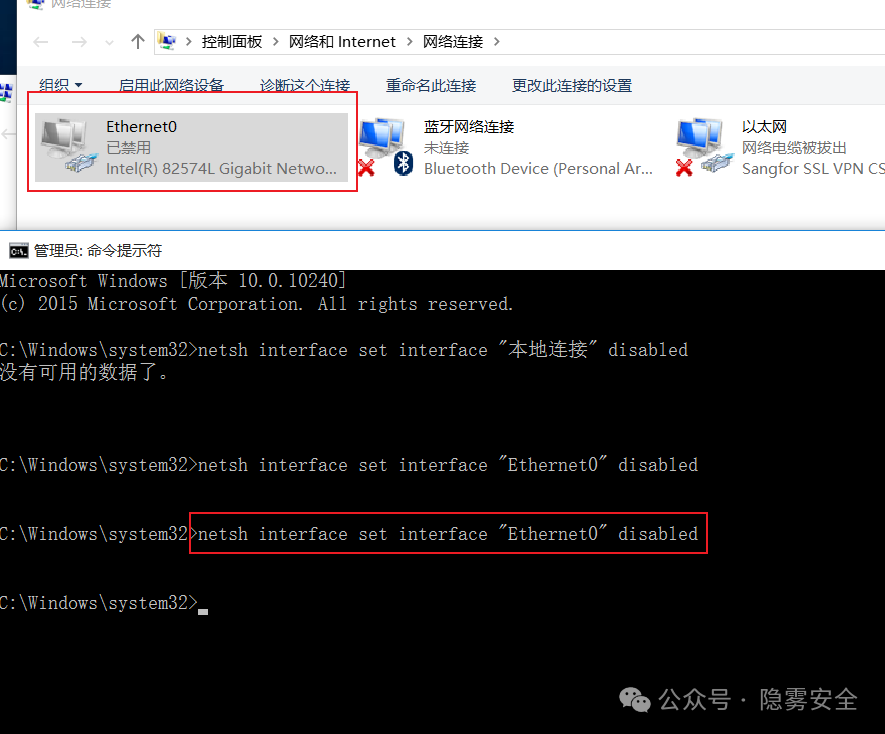 网络连接
控制面板 > 网络和 Internet > 网络连接 >
组织 启用此网络设备 诊断这个连接 重命名此连接 更改此连接的设置
Ethernet0
已禁用
Intel(R) 82574L Gigabit Netwo...
蓝牙网络连接
未连接
Bluetooth Device (Personal Ar...
以太网
网络电缆被拔出
Sangfor SSL VPN CS
管理员: 命令提示符
Microsoft Windows [版本 10.0.10240]
(c) 2015 Microsoft Corporation. All rights reserved.
C:\Windows\system32>netsh interface set interface "本地连接" disabled
没有可用的数据了。
C:\Windows\system32>netsh interface set interface "Ethernet0" disabled
C:\Windows\system32>netsh interface set interface "Ethernet0" disabled
C:\Windows\system32>
公众号 · 隐雾安全